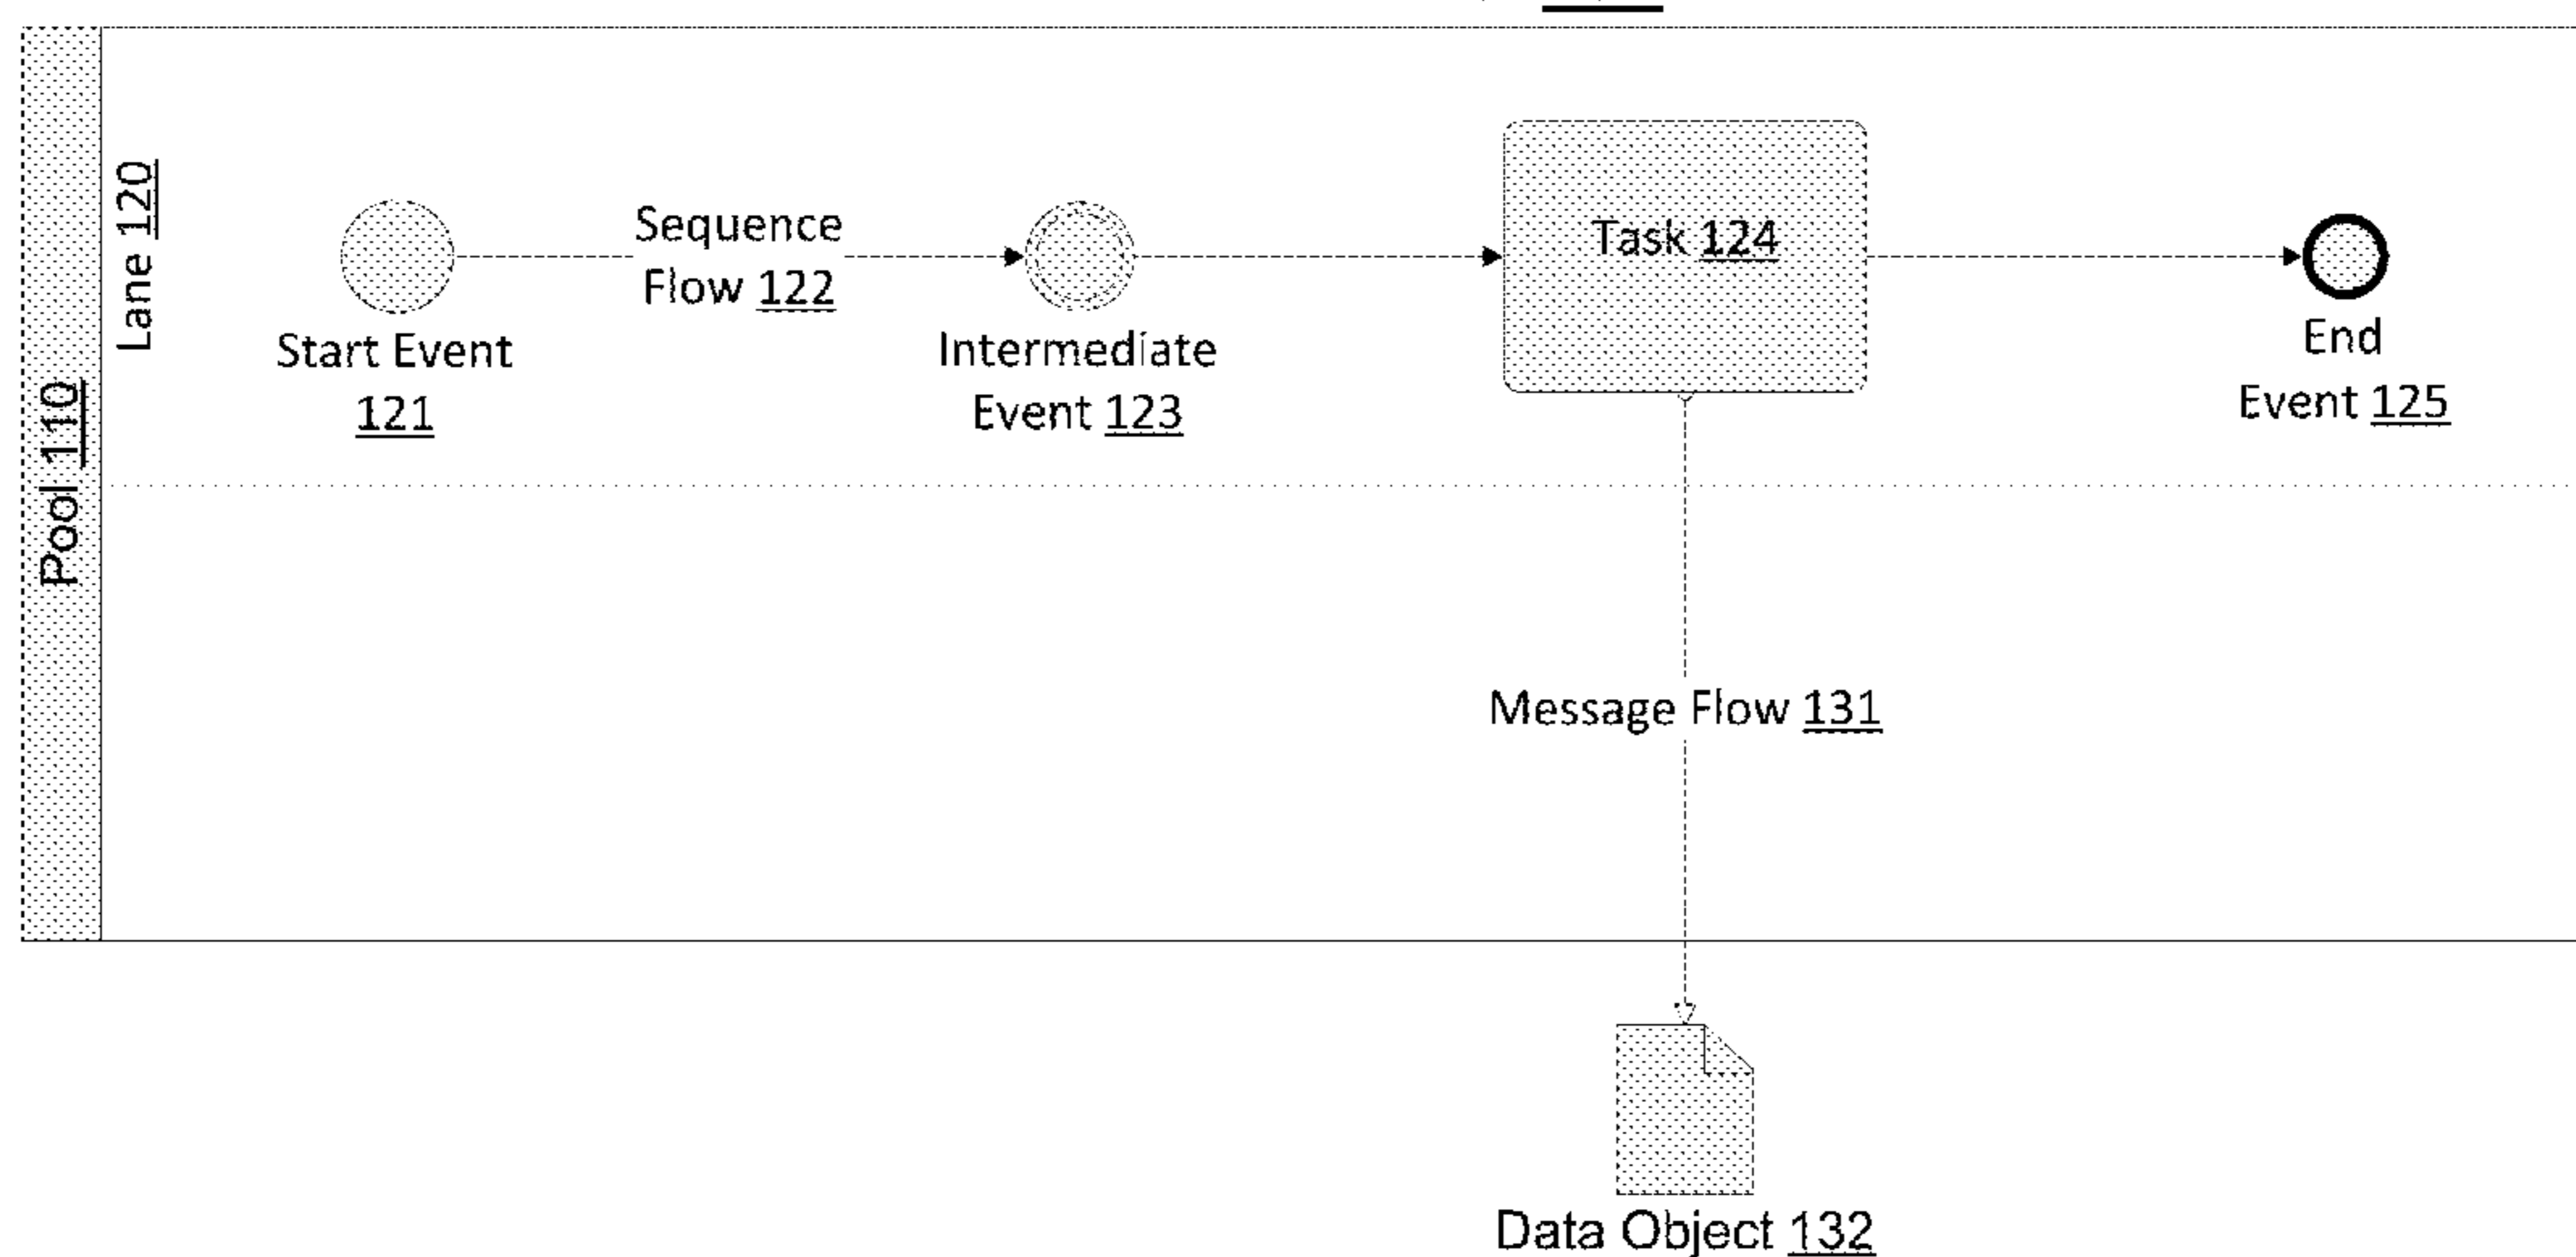 Pool 110
Lane 120
Start Event
121
Sequence
Flow 122
Intermediate
Event 123
Task 124
End
Event 125
Message Flow 131
Data Object 132